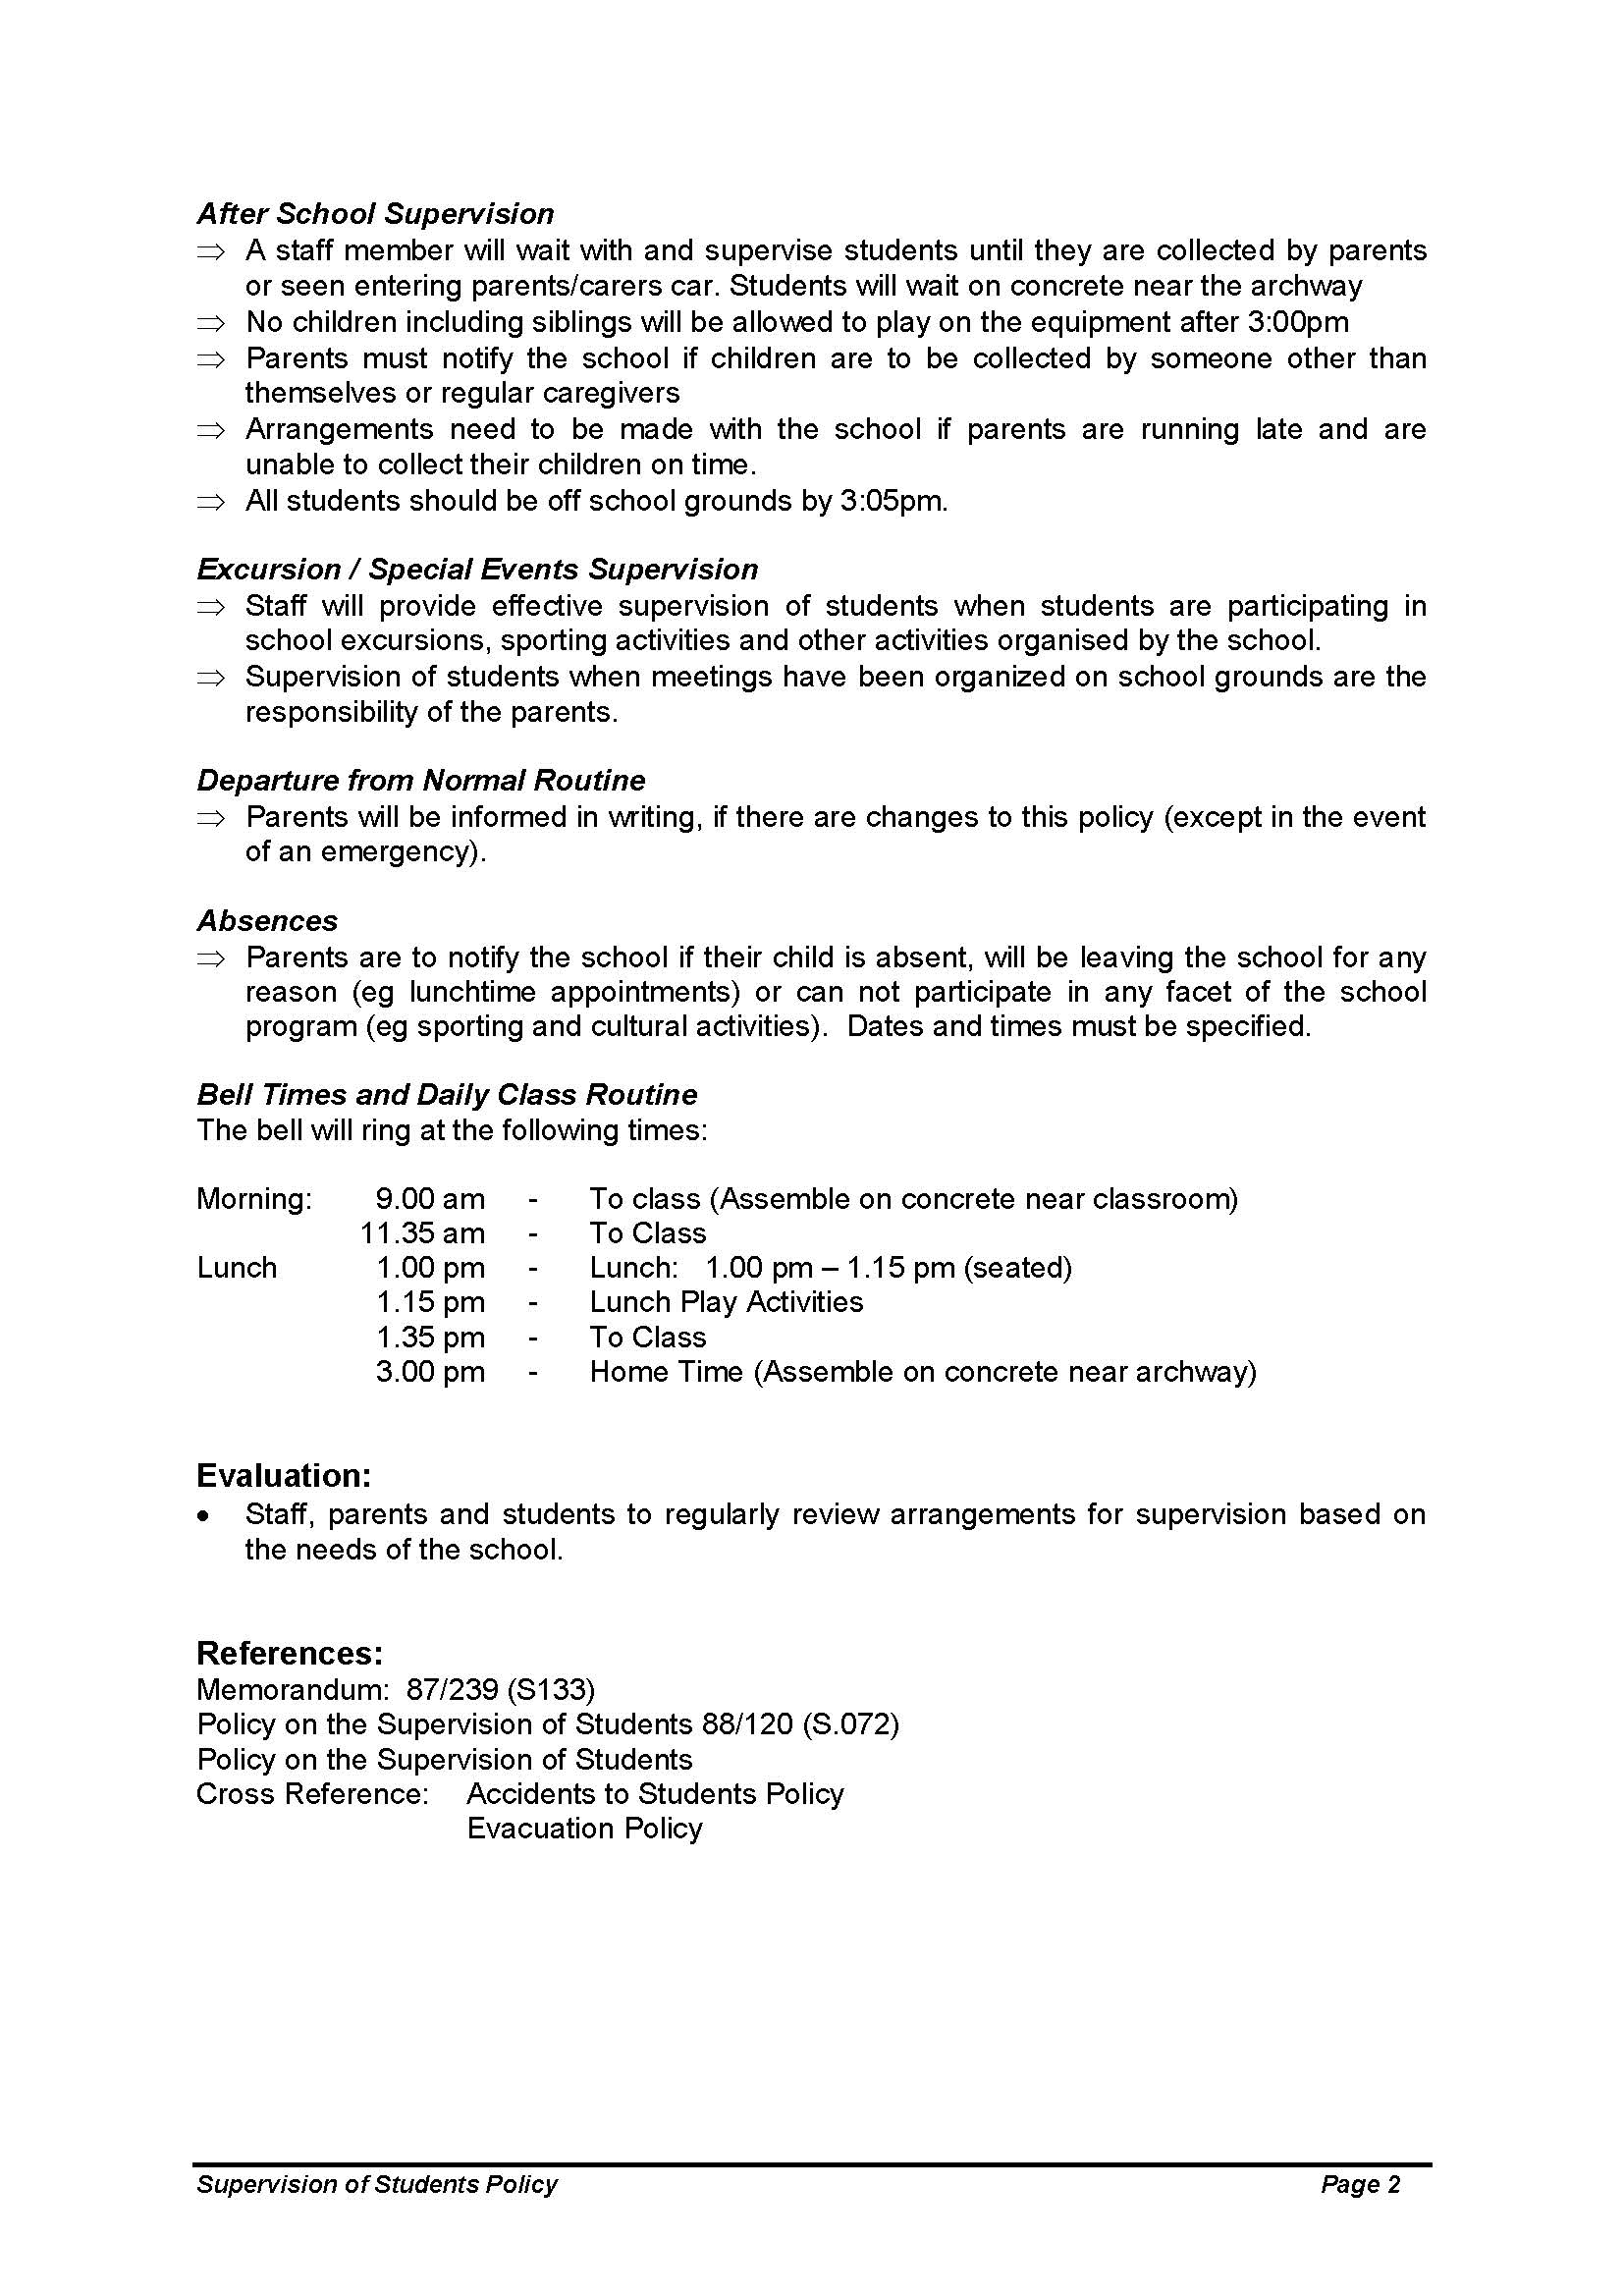 After School Supervision
⇒ A staff member will wait with and supervise students until they are collected by parents
or seen entering parents/carers car. Students will wait on concrete near the archway
⇒ No children including siblings will be allowed to play on the equipment after 3:00pm
⇒ Parents must notify the school if children are to be collected by someone other than
themselves or regular caregivers
⇒ Arrangements need to be made with the school if parents are running late and are
unable to collect their children on time.
⇒ All students should be off school grounds by 3:05pm.
Excursion / Special Events Supervision
⇒ Staff will provide effective supervision of students when students are participating in
school excursions, sporting activities and other activities organised by the school.
⇒ Supervision of students when meetings have been organized on school grounds are the
responsibility of the parents.
Departure from Normal Routine
⇒ Parents will be informed in writing, if there are changes to this policy (except in the event
of an emergency).
Absences
⇒ Parents are to notify the school if their child is absent, will be leaving the school for any
reason (eg lunchtime appointments) or can not participate in any facet of the school
program (eg sporting and cultural activities). Dates and times must be specified.
Bell Times and Daily Class Routine
The bell will ring at the following times:
Morning: 9.00 am - To class (Assemble on concrete near classroom)
11.35 am - To Class
Lunch 1.00 pm - Lunch: 1.00 pm – 1.15 pm (seated)
1.15 pm - Lunch Play Activities
1.35 pm - To Class
3.00 pm - Home Time (Assemble on concrete near archway)
Evaluation:
• Staff, parents and students to regularly review arrangements for supervision based on
the needs of the school.
References:
Memorandum: 87/239 (S133)
Policy on the Supervision of Students 88/120 (S.072)
Policy on the Supervision of Students
Cross Reference: Accidents to Students Policy
Evacuation Policy
Supervision of Students Policy Page 2